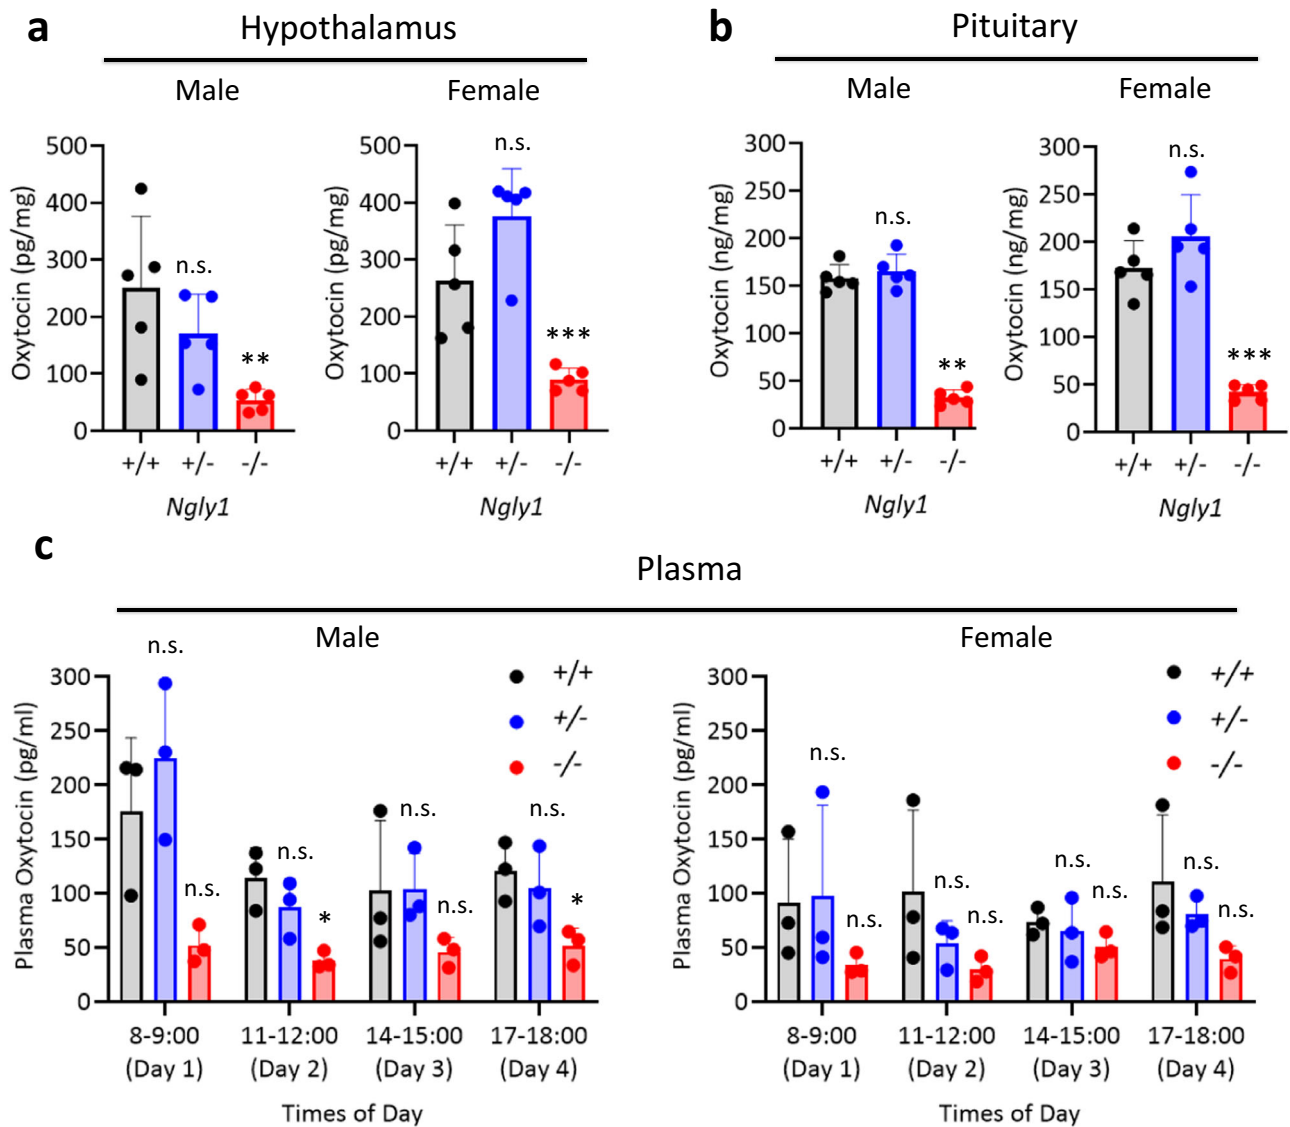 a
Hypothalamus
Male
Female
Oxytocin (pg/mg)
500
400
300
200
100
0
n.s.
**
+/+ +/- -/-
Ngly1
Oxytocin (pg/mg)
500
400
300
200
100
0
n.s.
***
+/+ +/- -/-
Ngly1
b
Pituitary
Male
Female
Oxytocin (ng/mg)
300
250
200
150
100
50
0
n.s.
**
+/+ +/- -/-
Ngly1
Oxytocin (ng/mg)
300
250
200
150
100
50
0
n.s.
***
+/+ +/- -/-
Ngly1
c
Plasma
Male
Plasma Oxytocin (pg/ml)
300
250
200
150
100
50
0
n.s.
n.s.
n.s.
*
n.s.
n.s.
n.s.
*
+/+
+/-
-/-
8-9:00 11-12:00 14-15:00 17-18:00
(Day 1) (Day 2) (Day 3) (Day 4)
Times of Day
Female
Plasma Oxytocin (pg/ml)
300
250
200
150
100
50
0
n.s.
n.s.
n.s.
n.s.
n.s.
n.s.
n.s.
n.s.
+/+
+/-
-/-
8-9:00 11-12:00 14-15:00 17-18:00
(Day 1) (Day 2) (Day 3) (Day 4)
Times of Day